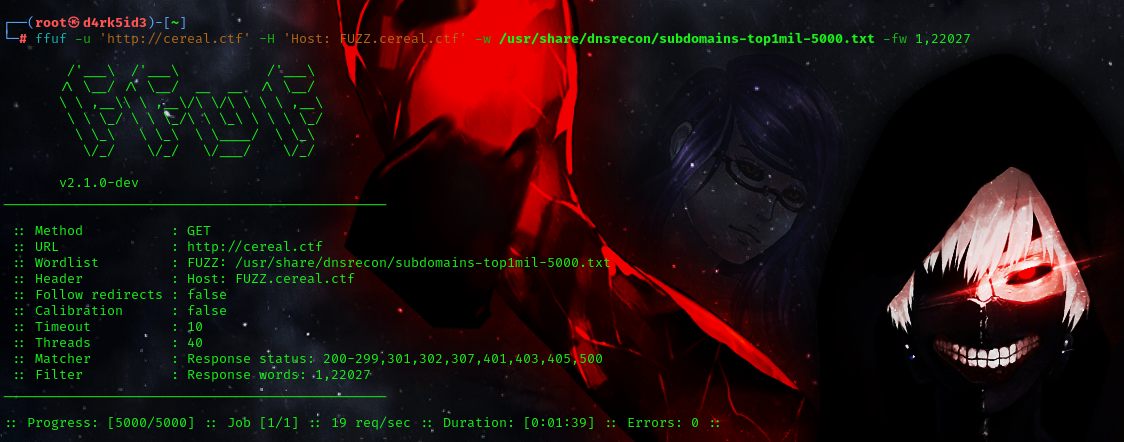 ┌──(root㉿d4rk5id3)-[~]
└─# ffuf -u 'http://cereal.ctf' -H 'Host: FUZZ.cereal.ctf' -w /usr/share/dnsrecon/subdomains-top1mil-5000.txt -fw 1,22027
v2.1.0-dev
:: Method : GET
:: URL : http://cereal.ctf
:: Wordlist : FUZZ: /usr/share/dnsrecon/subdomains-top1mil-5000.txt
:: Header : Host: FUZZ.cereal.ctf
:: Follow redirects : false
:: Calibration : false
:: Timeout : 10
:: Threads : 40
:: Matcher : Response status: 200-299,301,302,307,401,403,405,500
:: Filter : Response words: 1,22027
:: Progress: [5000/5000] :: Job [1/1] :: 19 req/sec :: Duration: [0:01:39] :: Errors: 0 ::